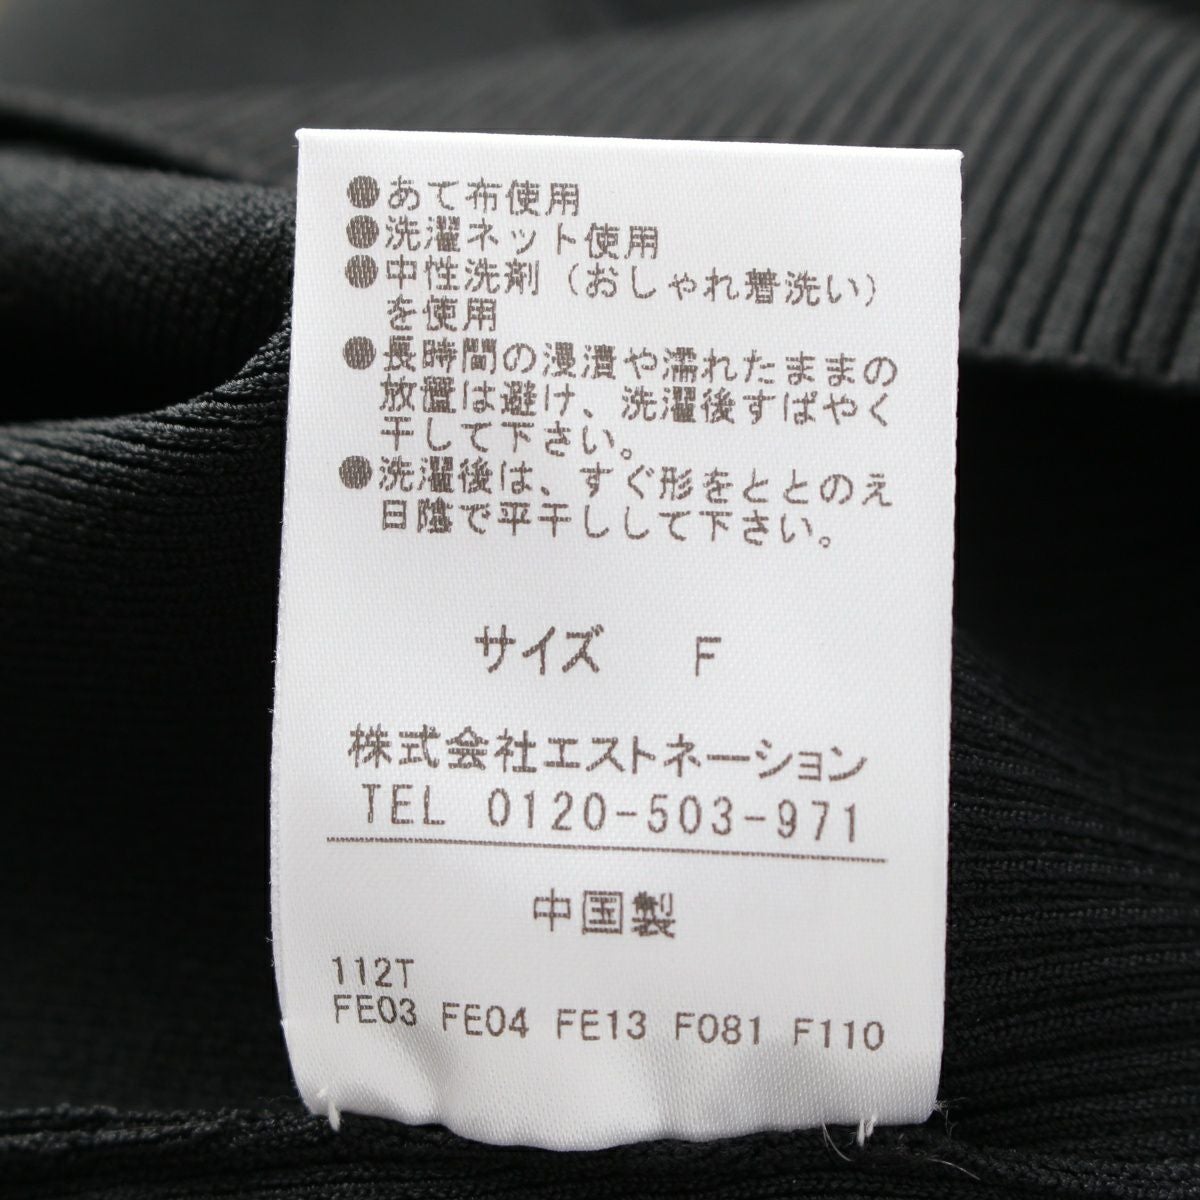 ●あて布使用
●洗濯ネット使用
●中性洗剤（おしゃれ着洗い）
を使用
●長時間の浸漬や濡れたままの
放置は避け、洗濯後すばやく
干して下さい。
●洗濯後は、すぐ形をととのえ
日陰で平干しして下さい。
サイズ F
株式会社エストネーション
TEL 0120-503-971
中国製
112T
FE03 FE04 FE13 F081 F110